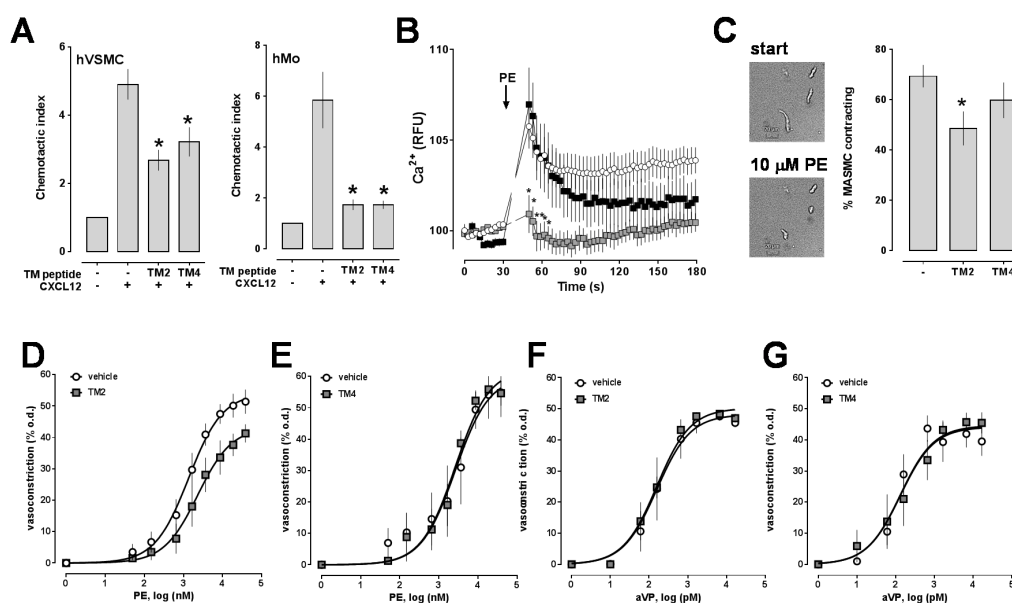 A
hVSMC
Chemotactic index
6
4
2
0
TM peptide - - TM2 TM4
CXCL12 - + + +
hMo
Chemotactic index
8
6
4
2
0
TM peptide - - TM2 TM4
CXCL12 - + + +
* *
* *
B
PE
Ca2+ (RFU)
110
105
100
0 30 60 90 120 150 180
Time (s)
C
start
10 µM PE
% MASMC contracting
80
60
40
20
0
*
- TM2 TM4
D
vehicle
TM2
vasoconstriction (% o.d.)
60
50
40
30
20
10
0
0 1 2 3 4 5
PE, log (nM)
E
vehicle
TM4
vasoconstriction (% o.d.)
60
50
40
30
20
10
0
0 1 2 3 4 5
PE, log (nM)
F
vehicle
TM2
vasoconstri c tion (% o.d.)
60
50
40
30
20
10
0
0 1 2 3 4 5
aVP, log (pM)
G
vehicle
TM4
vasoconstriction (% o.d.)
60
50
40
30
20
10
0
0 1 2 3 4 5
aVP, log (pM)